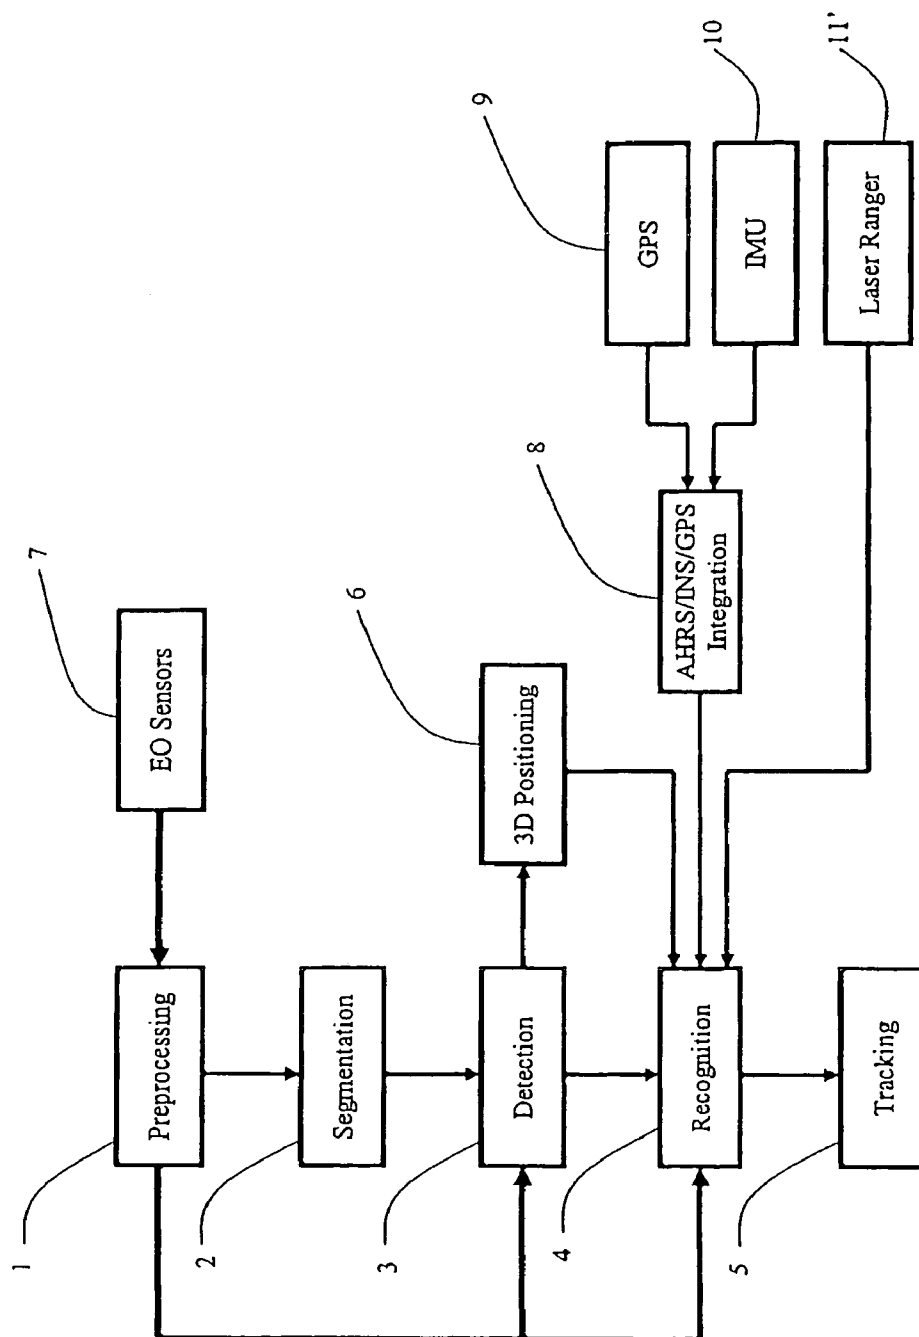 1
Preprocessing
7
EO Sensors
2
Segmentation
3
Detection
6
3D Positioning
4
Recognition
8
AHRS/INS/GPS
Integration
9
GPS
10
IMU
11'
Laser Ranger
5
Tracking